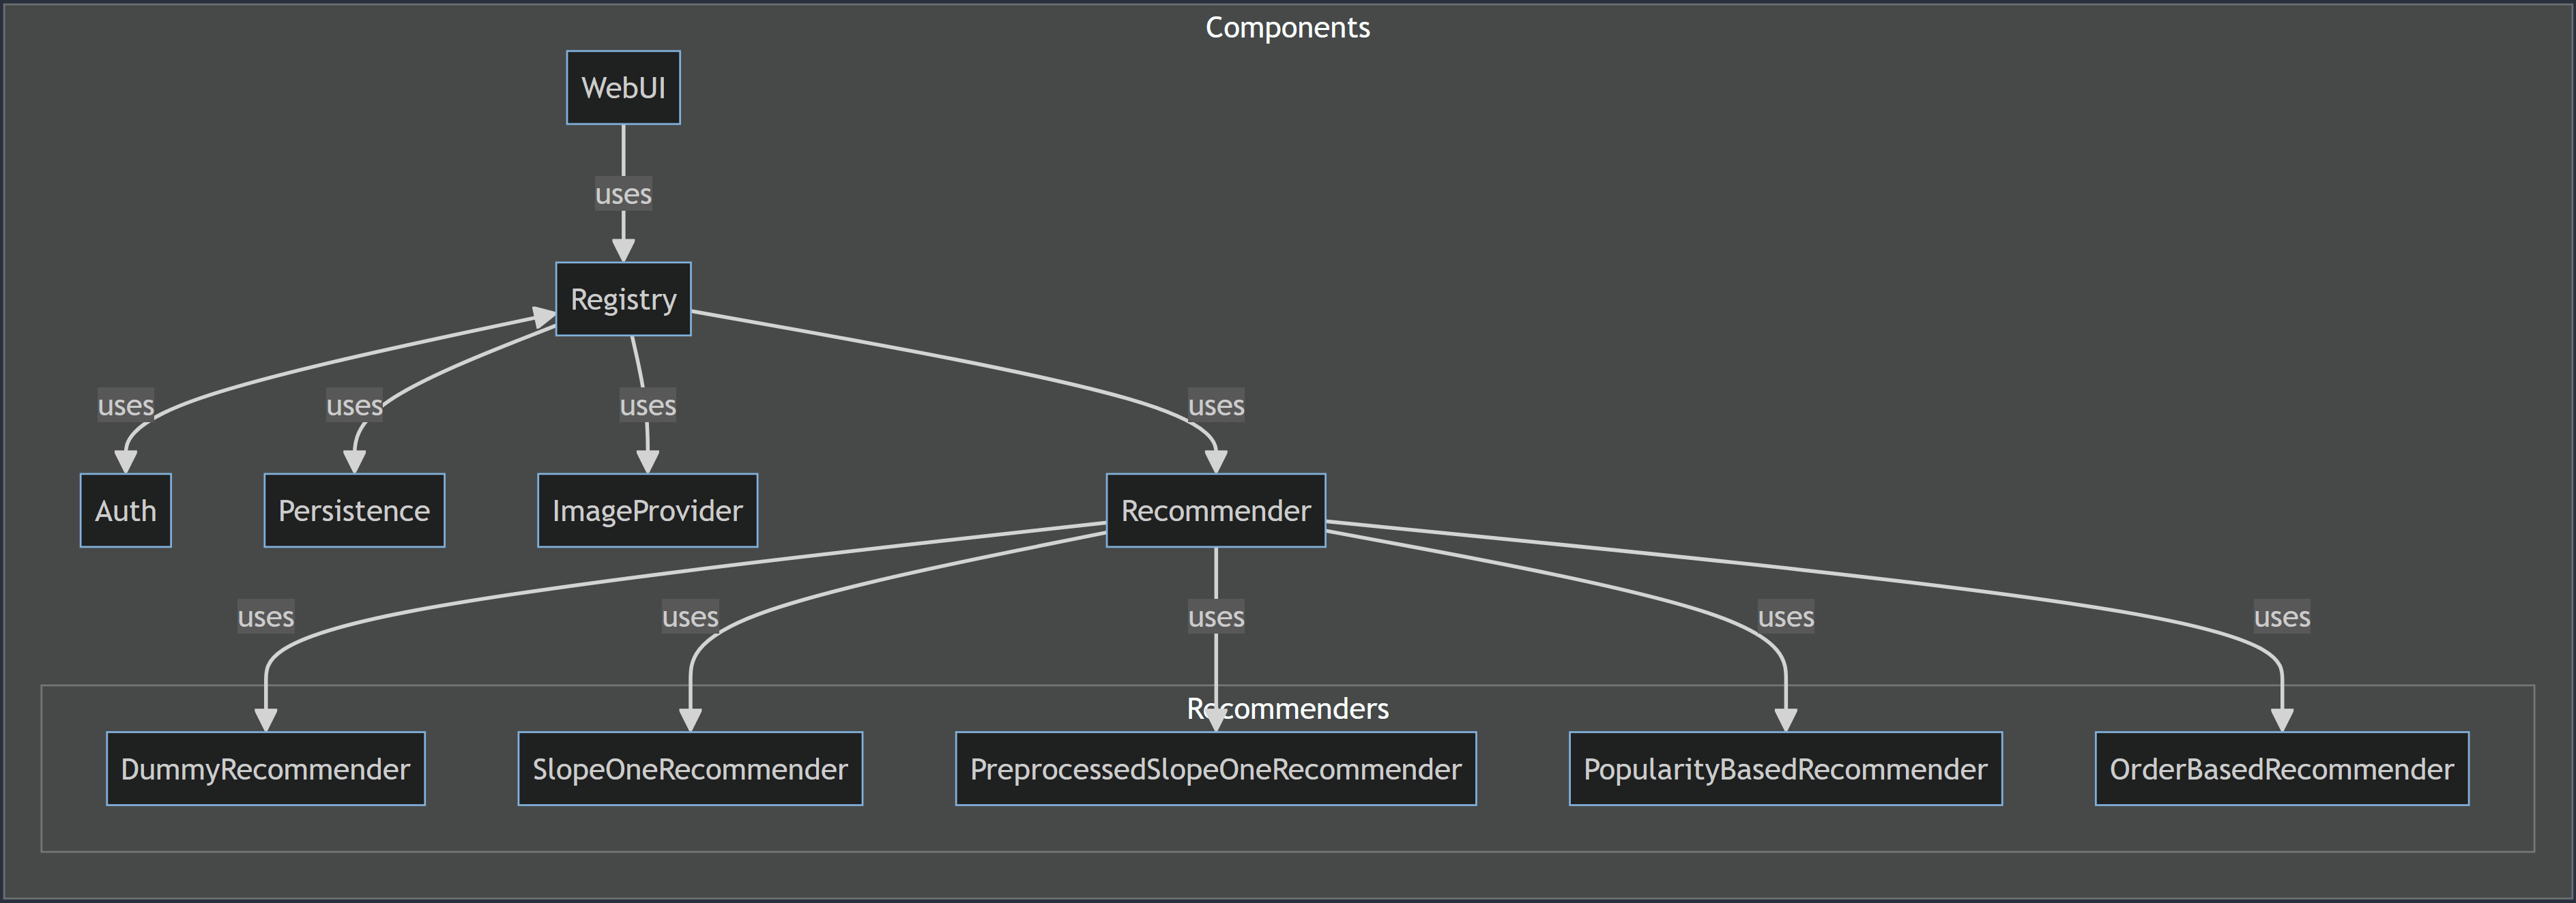 Components
WebUI
uses
Registry
uses
uses
uses
uses
Auth
Persistence
ImageProvider
Recommender
uses
uses
uses
uses
uses
Recommenders
DummyRecommender
SlopeOneRecommender
PreprocessedSlopeOneRecommender
PopularityBasedRecommender
OrderBasedRecommender